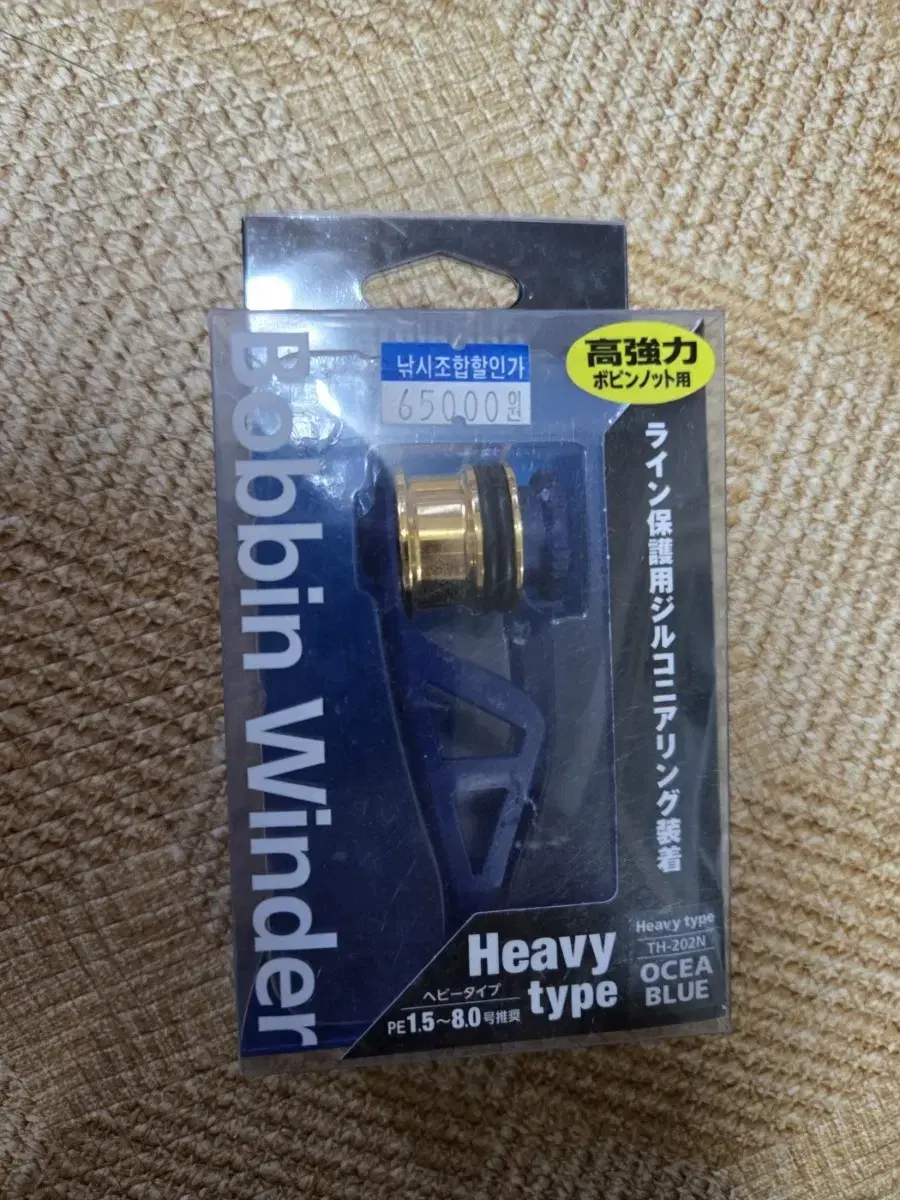 Bobbin Winder
낚시조합할인가
65000원
高強力
ボビンノット用
ライン保護用ジルコニアリング装着
Heavy type
ヘビータイプ
PE1.5～8.0号推奨
Heavy type
TH-202N
OCEA
BLUE